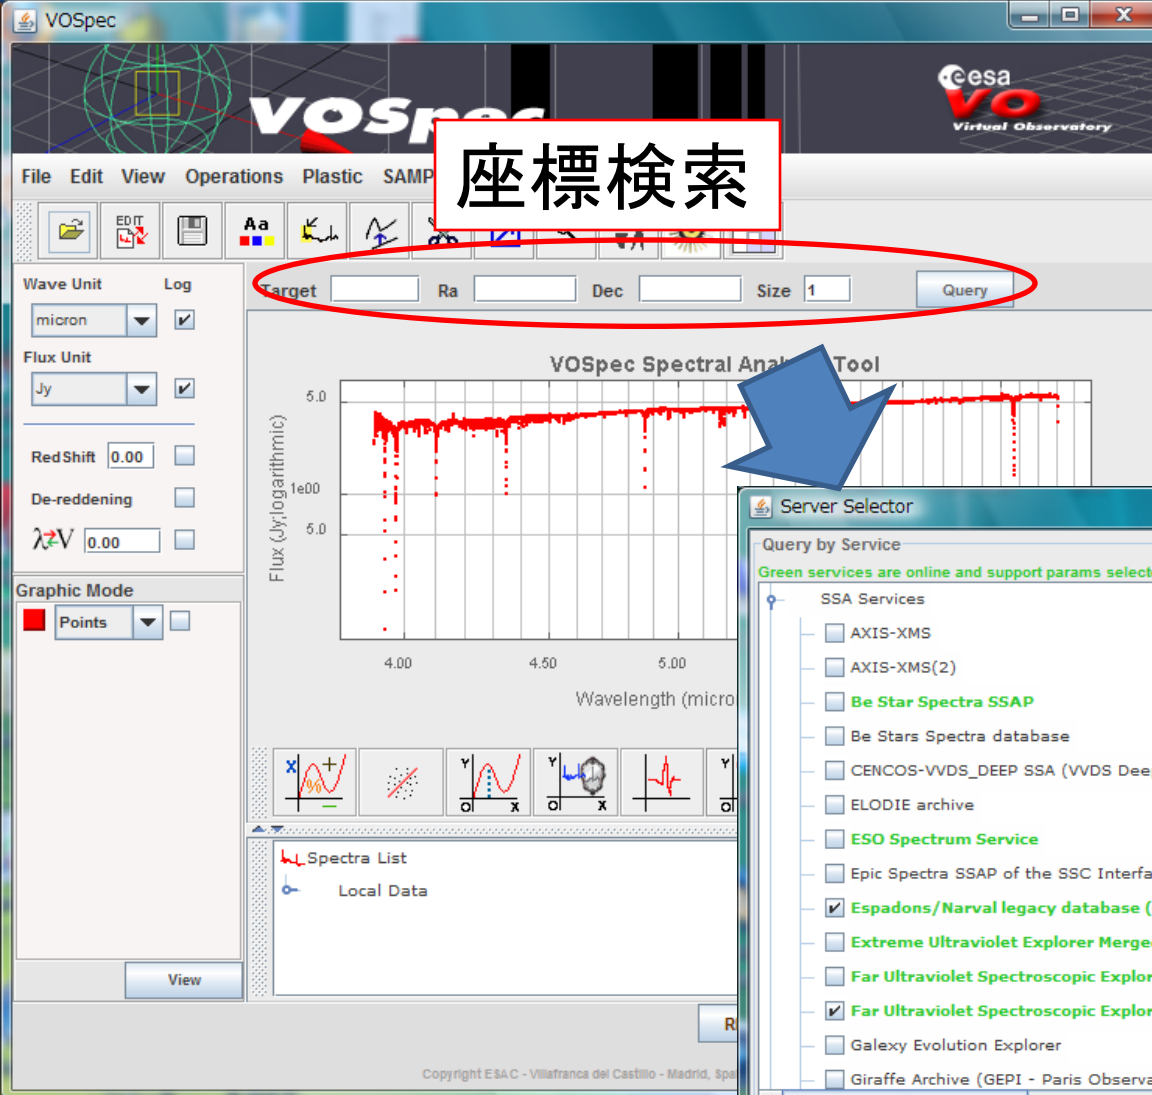 VOSpec
esa
VO
Virtual Observatory
VOSpec
座標検索
File Edit View Operations Plastic SAMP
EDIT
Aa
Wave Unit Log
Target Ra Dec Size 1 Query
micron
Flux Unit
Jy
RedShift 0.00
De-reddening
λ⇄V 0.00
Graphic Mode
Points
View
VOSpec Spectral Tool
Flux (Jy;logarithmic)
5.0
1e00
5.0
4.00 4.50 5.00
Wavelength (micro
Spectra List
Local Data
Copyright ESAC - Villafranca del Castillo - Madrid, Spa
Server Selector
Query by Service
Green services are online and support params select
SSA Services
AXIS-XMS
AXIS-XMS(2)
Be Star Spectra SSAP
Be Stars Spectra database
CENCOS-VVDS_DEEP SSA (VVDS Dee
ELODIE archive
ESO Spectrum Service
Epic Spectra SSAP of the SSC Interfa
Espadons/Narval legacy database (
Extreme Ultraviolet Explorer Merge
Far Ultraviolet Spectroscopic Explor
Far Ultraviolet Spectroscopic Explor
Galexy Evolution Explorer
Giraffe Archive (GEPI - Paris Observa